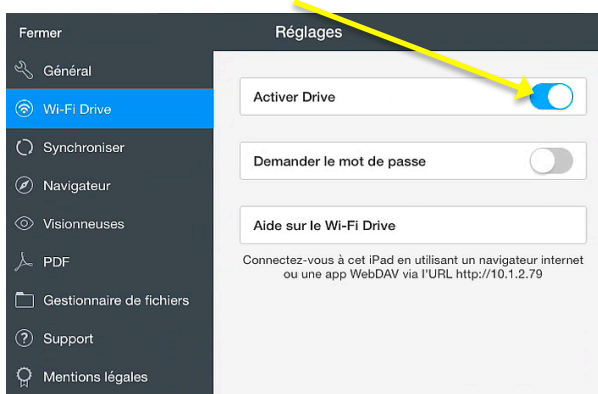 Fermer
Réglages
Général
Wi-Fi Drive
Synchroniser
Navigateur
Visionneuses
PDF
Gestionnaire de fichiers
Support
Mentions légales
Activer Drive
Demander le mot de passe
Aide sur le Wi-Fi Drive
Connectez-vous à cet iPad en utilisant un navigateur internet
ou une app WebDAV via l'URL http://10.1.2.79